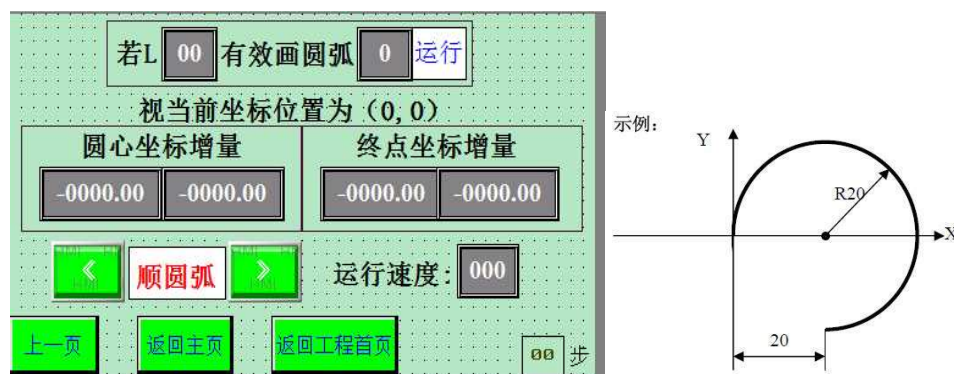 若L 00 有效画圆弧 0 运行
视当前坐标位置为（0,0）
圆心坐标增量 终点坐标增量
-0000.00 -0000.00 -0000.00 -0000.00
《 顺圆弧 》 运行速度: 000
上一页 返回主页 返回工程首页 00 步
示例:
Y
R20
X
20